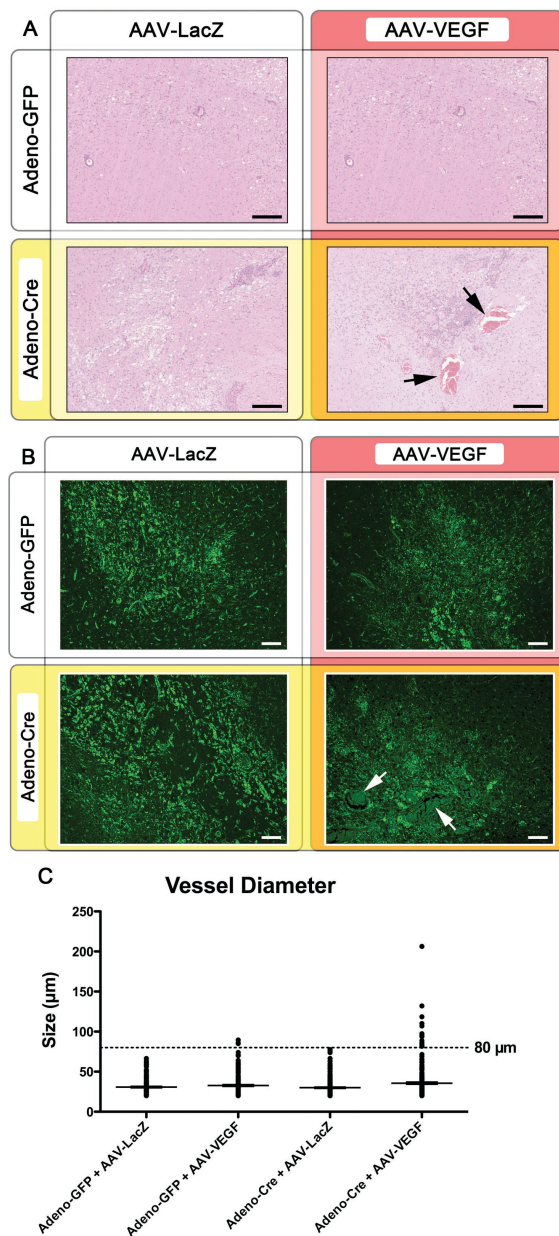 A
AAV-LacZ
AAV-VEGF
Adeno-GFP
Adeno-Cre
B
AAV-LacZ
AAV-VEGF
Adeno-GFP
Adeno-Cre
C
Vessel Diameter
Size (µm)
250
200
150
100
50
0
80 µm
Adeno-GFP + AAV-LacZ
Adeno-GFP + AAV-VEGF
Adeno-Cre + AAV-LacZ
Adeno-Cre + AAV-VEGF